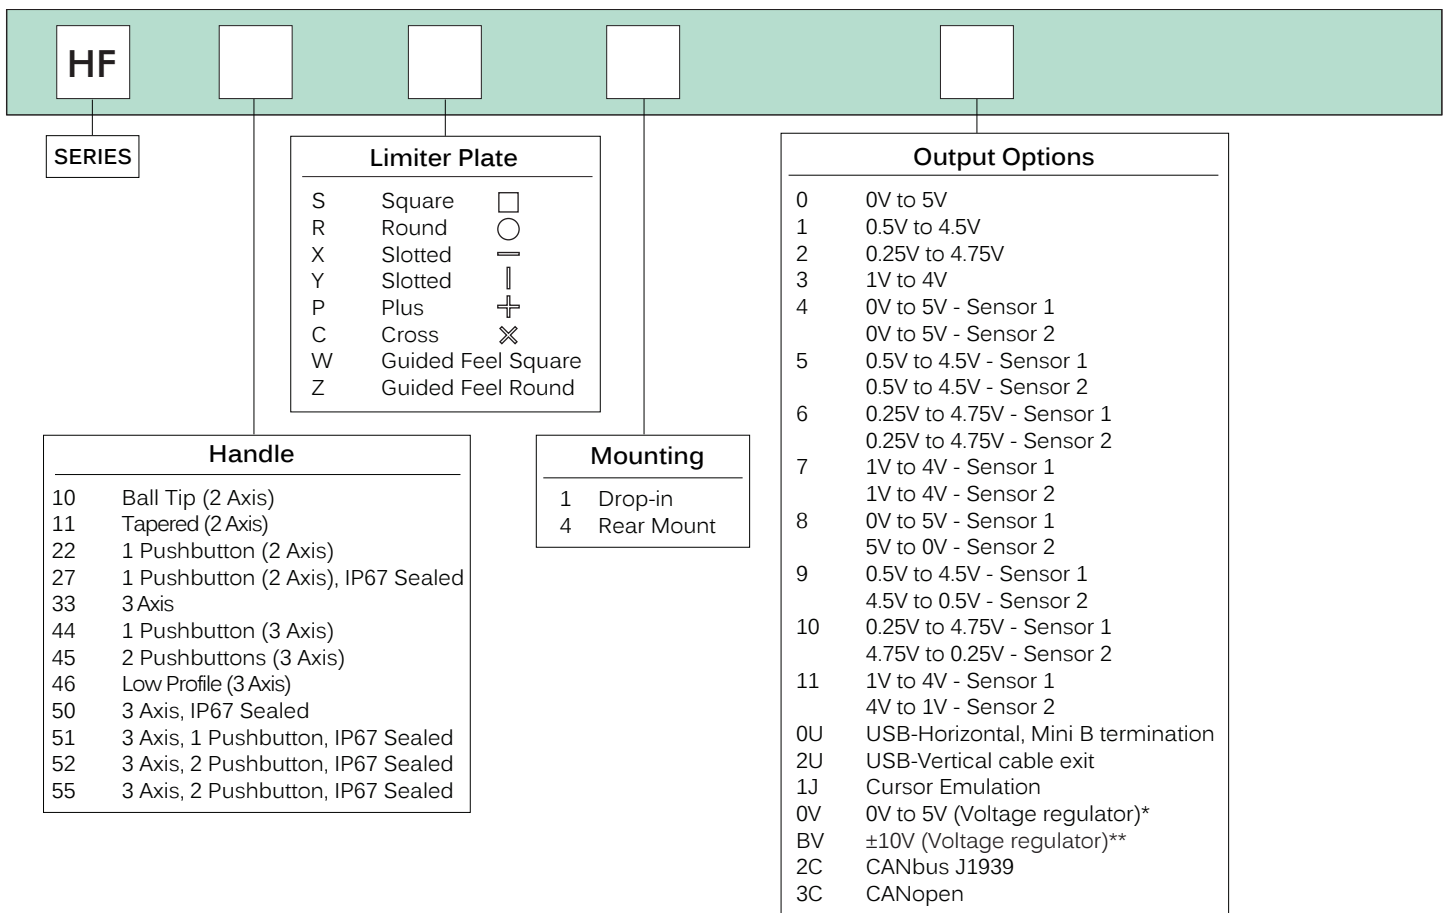 HF
SERIES
Limiter Plate
S Square
R Round
X Slotted
Y Slotted
P Plus
C Cross
W Guided Feel Square
Z Guided Feel Round
Handle
10 Ball Tip (2 Axis)
11 Tapered (2 Axis)
22 1 Pushbutton (2 Axis)
27 1 Pushbutton (2 Axis), IP67 Sealed
33 3 Axis
44 1 Pushbutton (3 Axis)
45 2 Pushbuttons (3 Axis)
46 Low Profile (3 Axis)
50 3 Axis, IP67 Sealed
51 3 Axis, 1 Pushbutton, IP67 Sealed
52 3 Axis, 2 Pushbutton, IP67 Sealed
55 3 Axis, 2 Pushbutton, IP67 Sealed
Mounting
1 Drop-in
4 Rear Mount
Output Options
0 0V to 5V
1 0.5V to 4.5V
2 0.25V to 4.75V
3 1V to 4V
4 0V to 5V - Sensor 1
0V to 5V - Sensor 2
5 0.5V to 4.5V - Sensor 1
0.5V to 4.5V - Sensor 2
6 0.25V to 4.75V - Sensor 1
0.25V to 4.75V - Sensor 2
7 1V to 4V - Sensor 1
1V to 4V - Sensor 2
8 0V to 5V - Sensor 1
5V to 0V - Sensor 2
9 0.5V to 4.5V - Sensor 1
4.5V to 0.5V - Sensor 2
10 0.25V to 4.75V - Sensor 1
4.75V to 0.25V - Sensor 2
11 1V to 4V - Sensor 1
4V to 1V - Sensor 2
0U USB-Horizontal, Mini B termination
2U USB-Vertical cable exit
1J Cursor Emulation
0V 0V to 5V (Voltage regulator)*
BV ±10V (Voltage regulator)**
2C CANbus J1939
3C CANopen